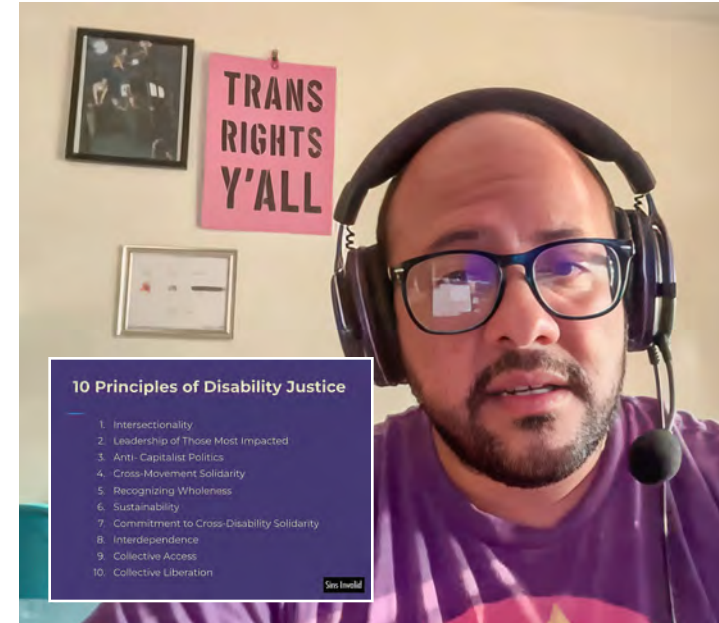 TRANS
RIGHTS
Y'ALL
10 Principles of Disability Justice
1. Intersectionality
2. Leadership of Those Most Impacted
3. Anti- Capitalist Politics
4. Cross-Movement Solidarity
5. Recognizing Wholeness
6. Sustainability
7. Commitment to Cross-Disability Solidarity
8. Interdependence
9. Collective Access
10. Collective Liberation
Sins Invalid